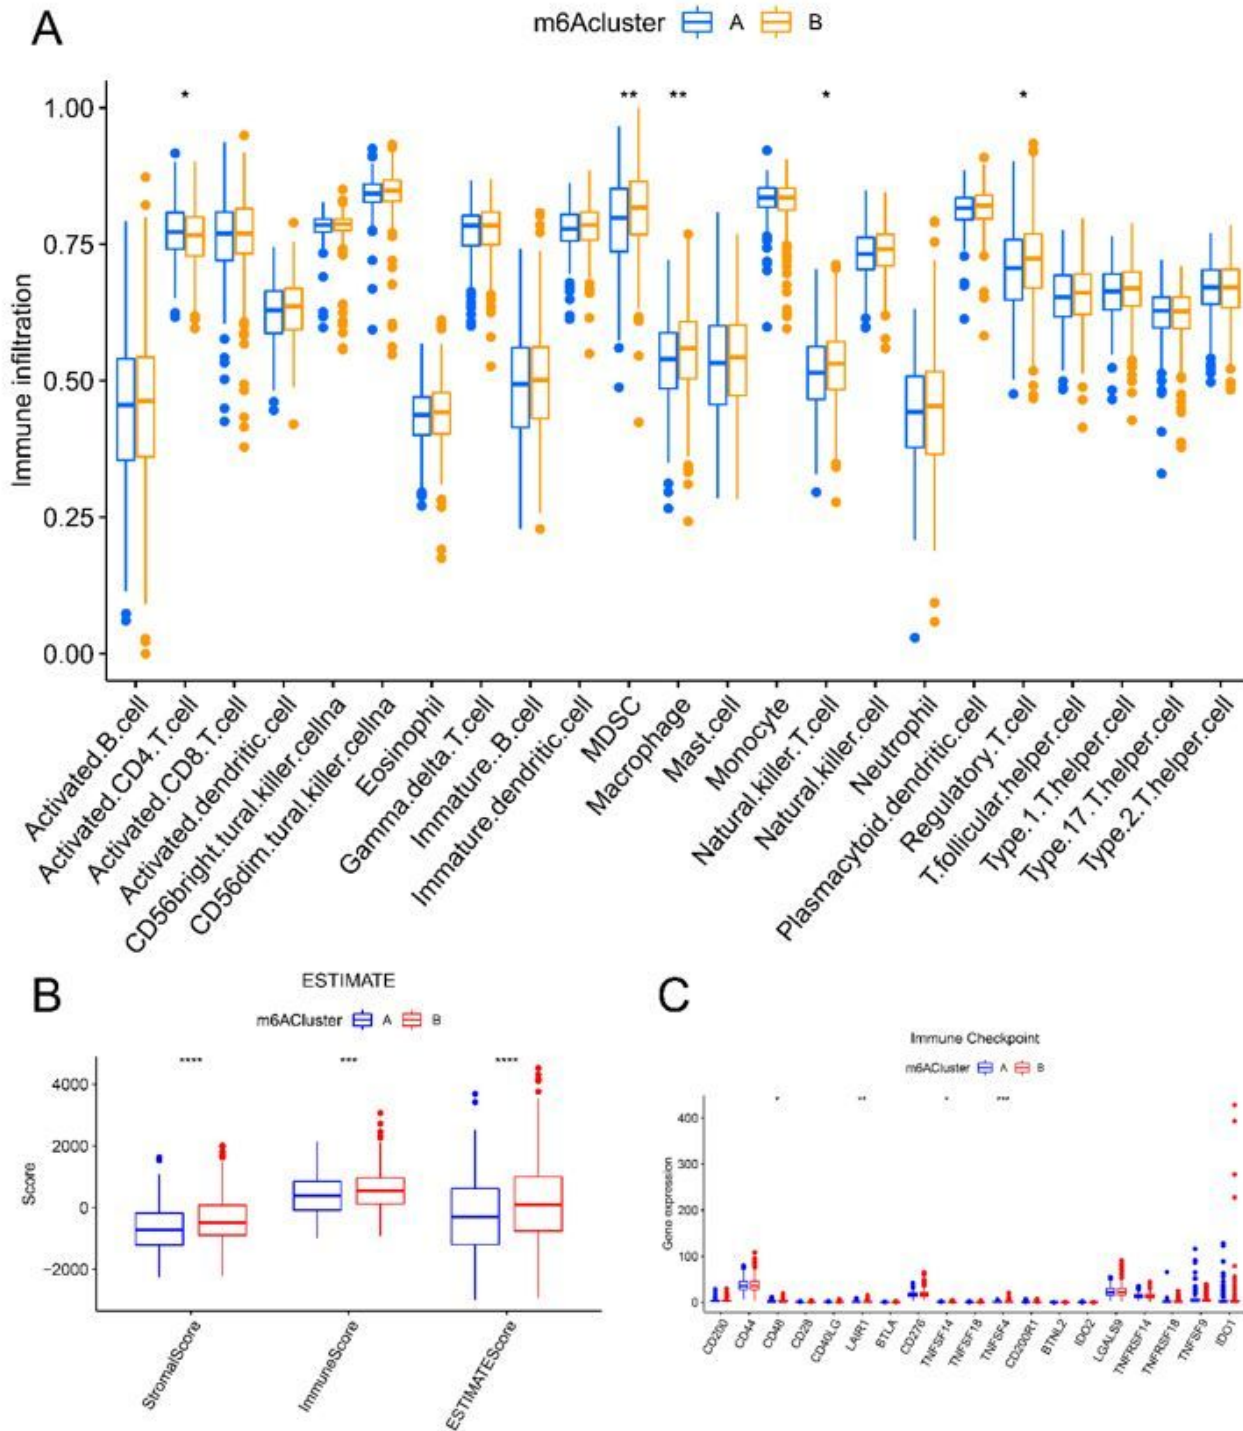 A
m6Acluster A B
* ** ** * *
Immune infiltration
1.00
0.75
0.50
0.25
0.00
Activated.B.cell
Activated.CD4.T.cell
Activated.CD8.T.cell
Activated.dendritic.cell
CD56bright.tural.killer.cellna
CD56dim.tural.killer.cellna
Eosinophil
Gamma.delta.T.cell
Immature..B.cell
Immature.dendritic.cell
MDSC
Macrophage
Mast.cell
Monocyte
Natural.killer.T.cell
Natural.killer.cell
Neutrophil
Plasmacytoid.dendritic.cell
Regulatory.T.cell
T.follicular.helper.cell
Type.1.T.helper.cell
Type.17.T.helper.cell
Type.2.T.helper.cell
B
ESTIMATE
m6ACluster A B
**** *** ****
Score
4000
2000
0
−2000
StromalScore
ImmuneScore
ESTIMATEScore
C
Immune Checkpoint
m6ACluster A B
* ** * ***
Gene expression
400
300
200
100
0
CD200
CD44
CD48
CD28
CD40LG
LAIR1
BTLA
CD276
TNFSF14
TNFSF18
TNFSF4
CD200R1
BTNL2
IDO2
LGALS9
TNFRSF14
TNFRSF18
TNFSF9
IDO1